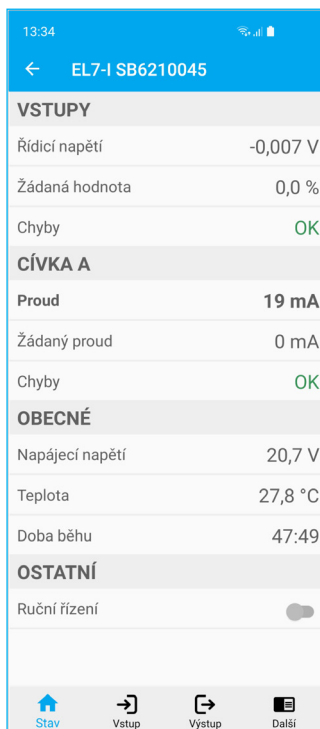 13:34
EL7-I SB6210045
VSTUPY
Řídicí napětí -0,007 V
Žádaná hodnota 0,0 %
Chyby OK
CÍVKA A
Proud 19 mA
Žádaný proud 0 mA
Chyby OK
OBECNÉ
Napájecí napětí 20,7 V
Teplota 27,8 °C
Doba běhu 47:49
OSTATNÍ
Ruční řízení
Stav Vstup Výstup Další